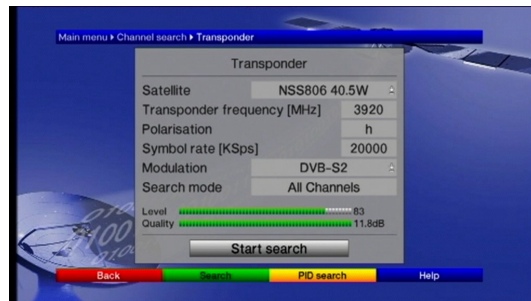 Main menu ▸ Channel search ▸ Transponder
Transponder
Satellite NSS806 40.5W
Transponder frequency [MHz] 3920
Polarisation h
Symbol rate [KSps] 20000
Modulation DVB-S2
Search mode All Channels
Level 83
Quality 11.8dB
Start search
Back Search PID search Help